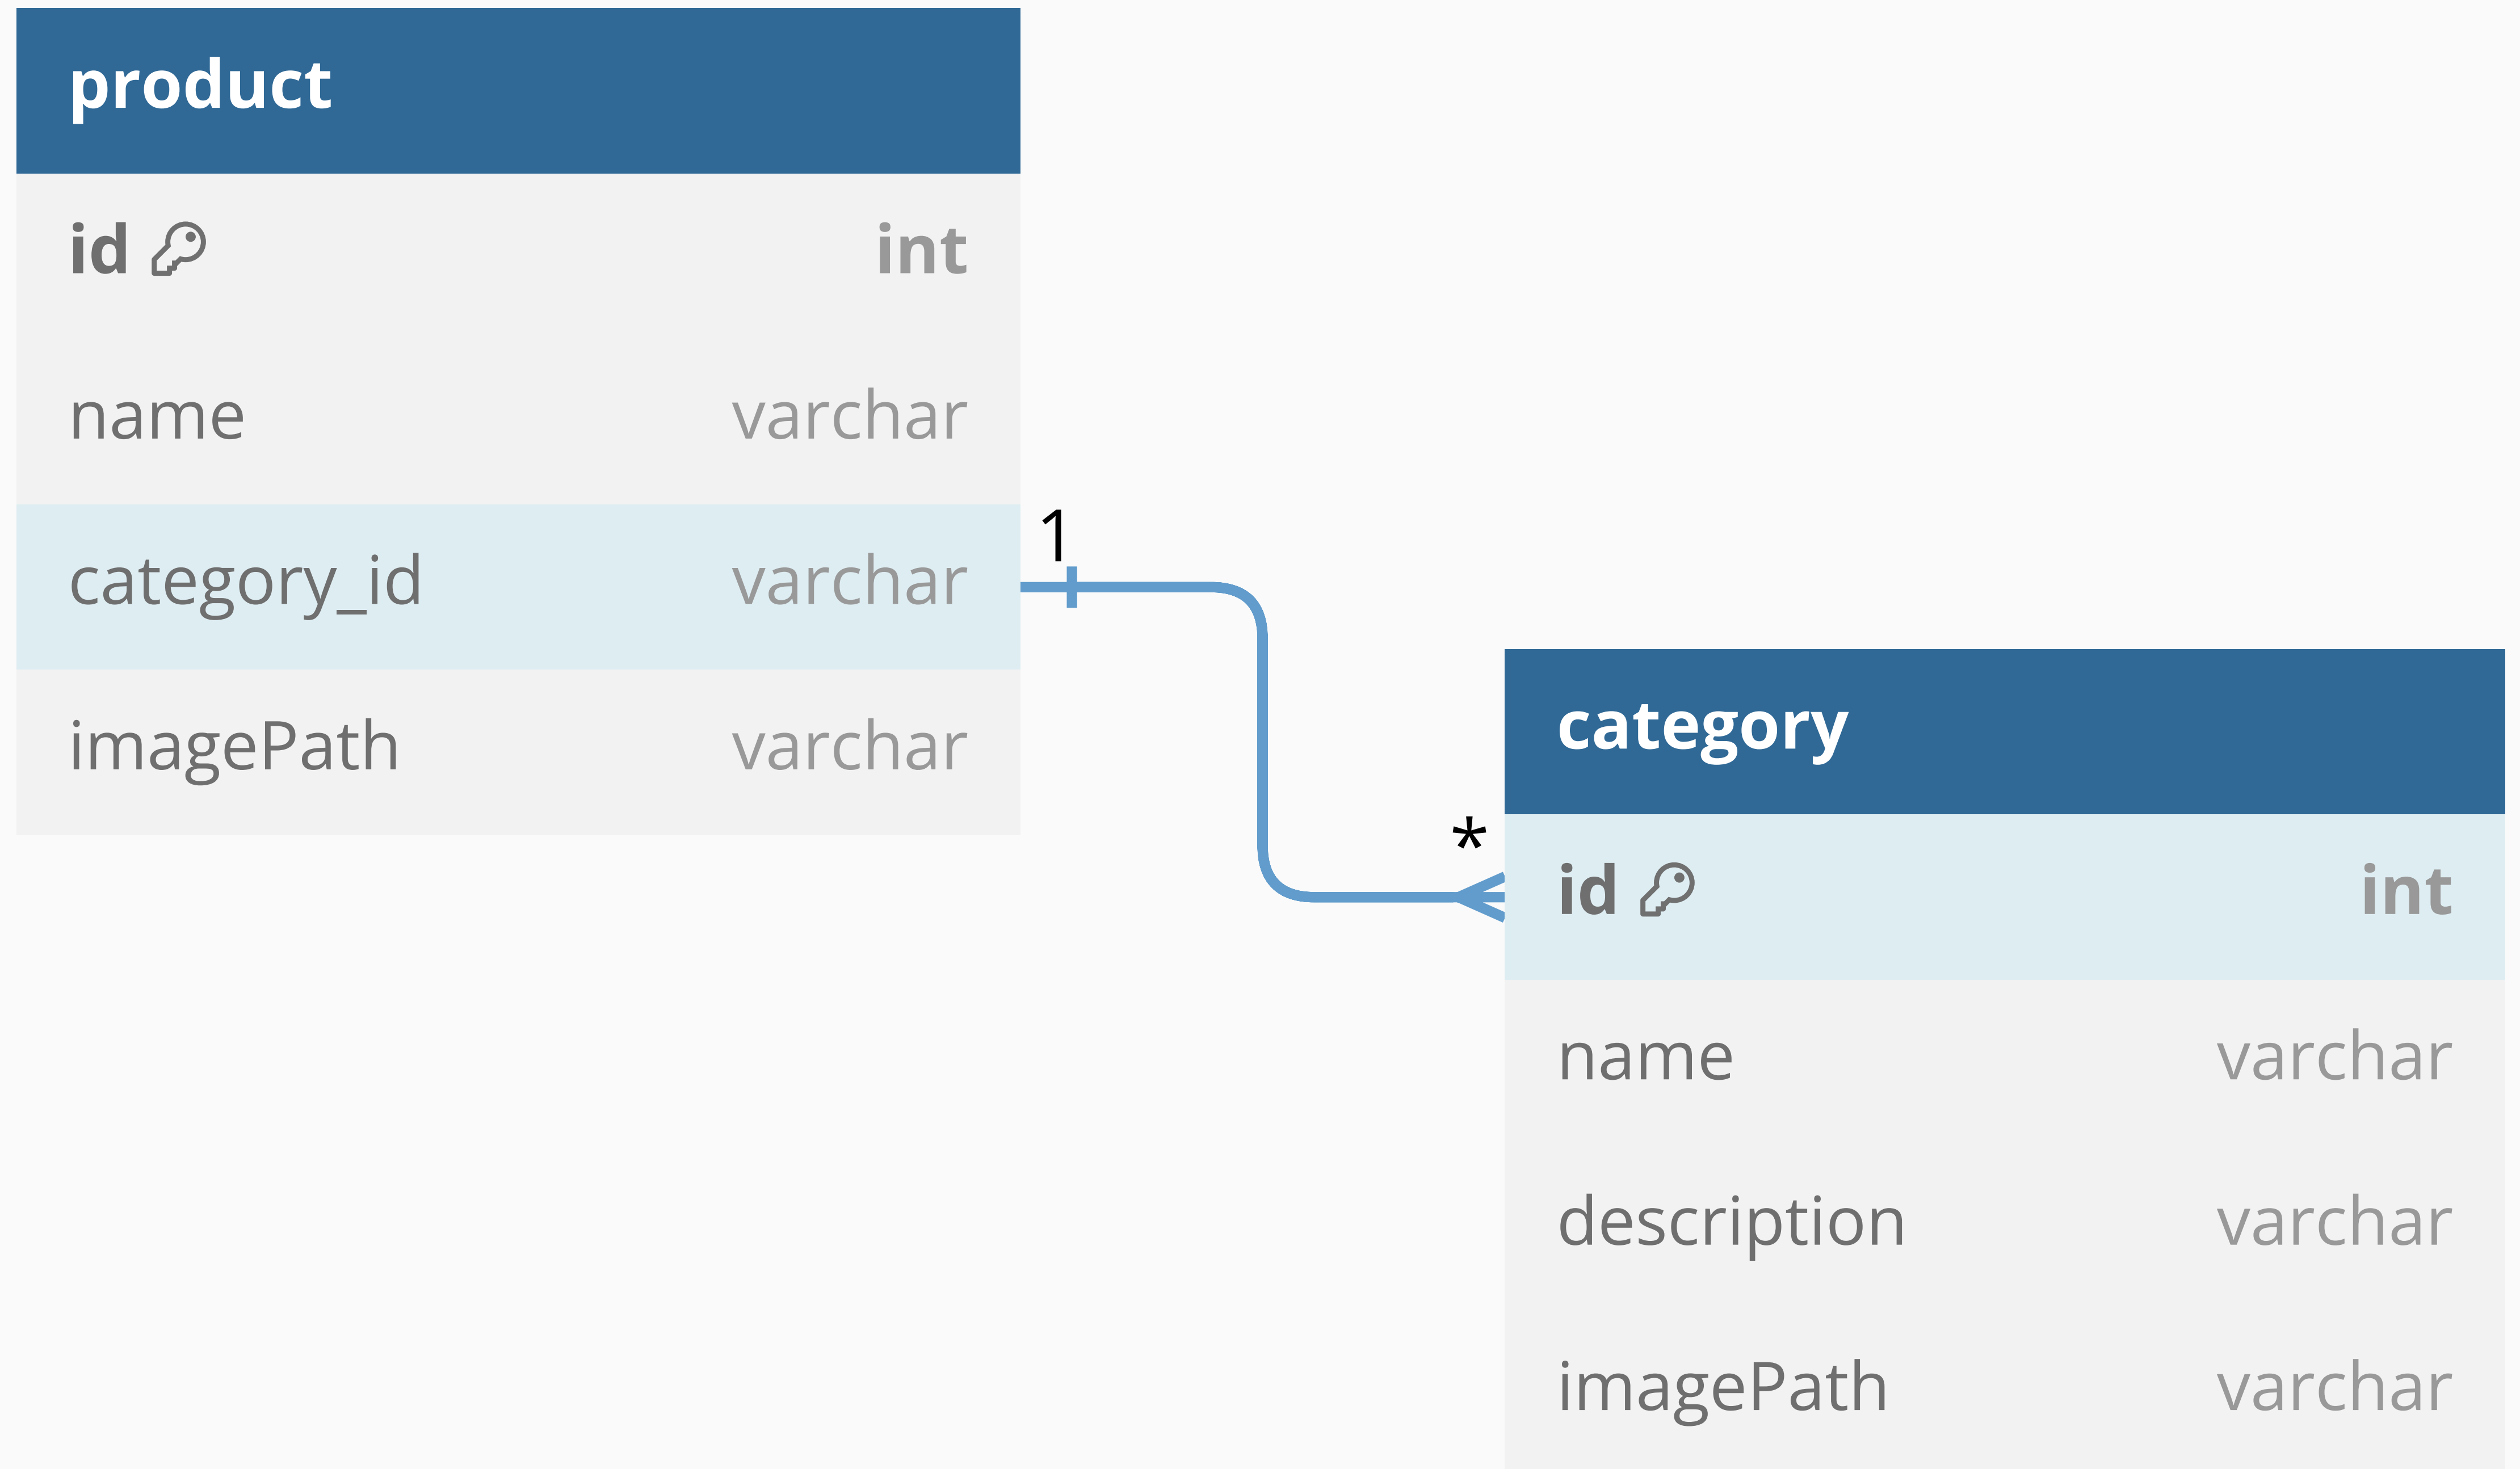 product
id int
name varchar
category_id varchar
imagePath varchar
1
*
category
id int
name varchar
description varchar
imagePath varchar